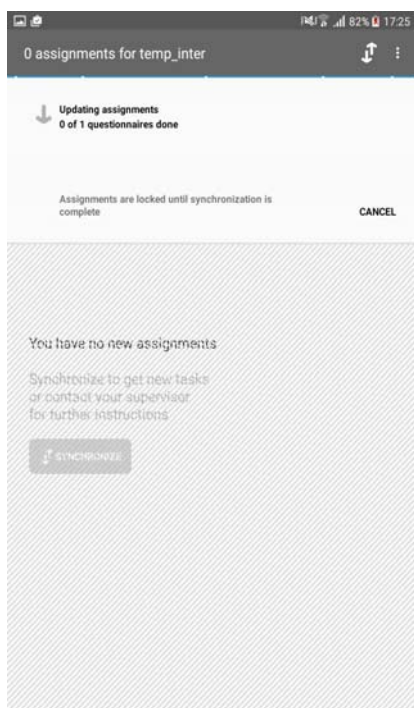 82% 17:25
0 assignments for temp_inter
Updating assignments
0 of 1 questionnaires done
Assignments are locked until synchronization is
complete
CANCEL
You have no new assignments
Synchronize to get new tasks
or contact your supervisor
for further instructions
SYNCHRONIZE